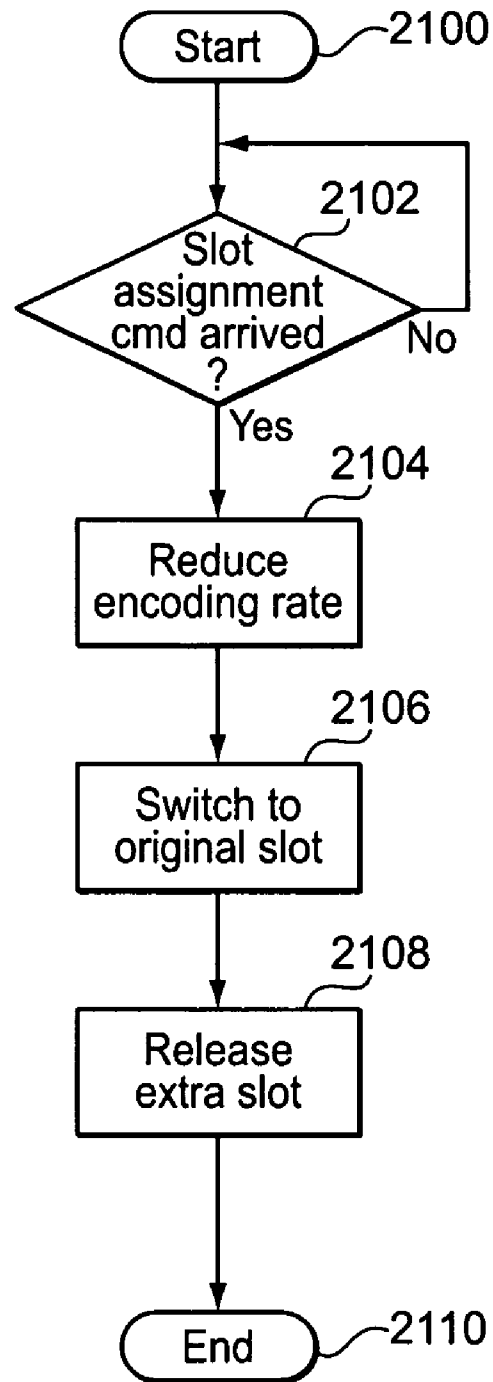 Start
2100
2102
Slot
assignment
cmd arrived
?
No
Yes
2104
Reduce
encoding rate
2106
Switch to
original slot
2108
Release
extra slot
End
2110